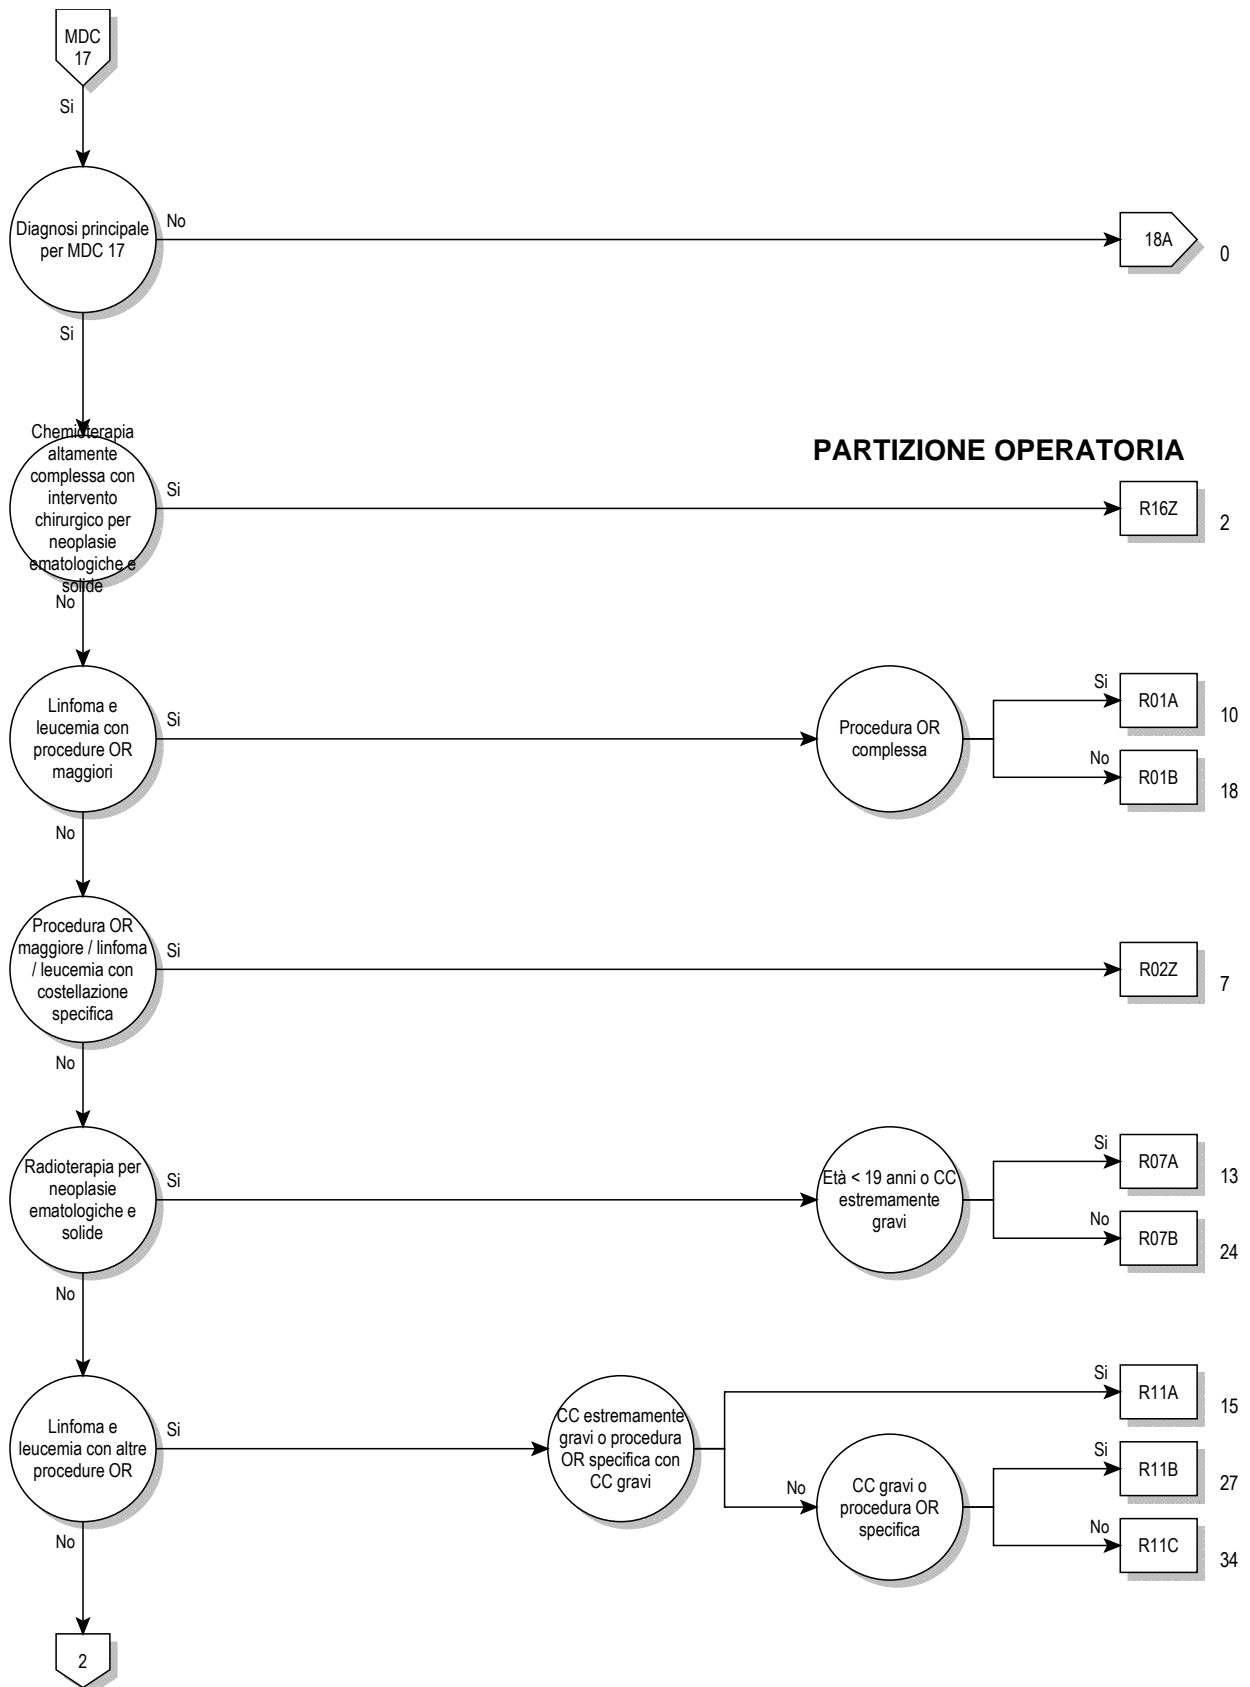 MDC
17
Si
Diagnosi principale
per MDC 17
No
18A
0
Si
PARTIZIONE OPERATORIA
Chemioterapia
altamente
complessa con
intervento
chirurgico per
neoplasie
ematologiche e
solide
Si
R16Z
2
No
Linfoma e
leucemia con
procedure OR
maggiori
Si
Procedura OR
complessa
Si
R01A
10
No
R01B
18
No
Procedura OR
maggiore / linfoma
/ leucemia con
costellazione
specifica
Si
R02Z
7
No
Radioterapia per
neoplasie
ematologiche e
solide
Si
Età < 19 anni o CC
estremamente
gravi
Si
R07A
13
No
R07B
24
No
Linfoma e
leucemia con altre
procedure OR
Si
CC estremamente
gravi o procedura
OR specifica con
CC gravi
Si
R11A
15
No
CC gravi o
procedura OR
specifica
Si
R11B
27
No
R11C
34
No
2